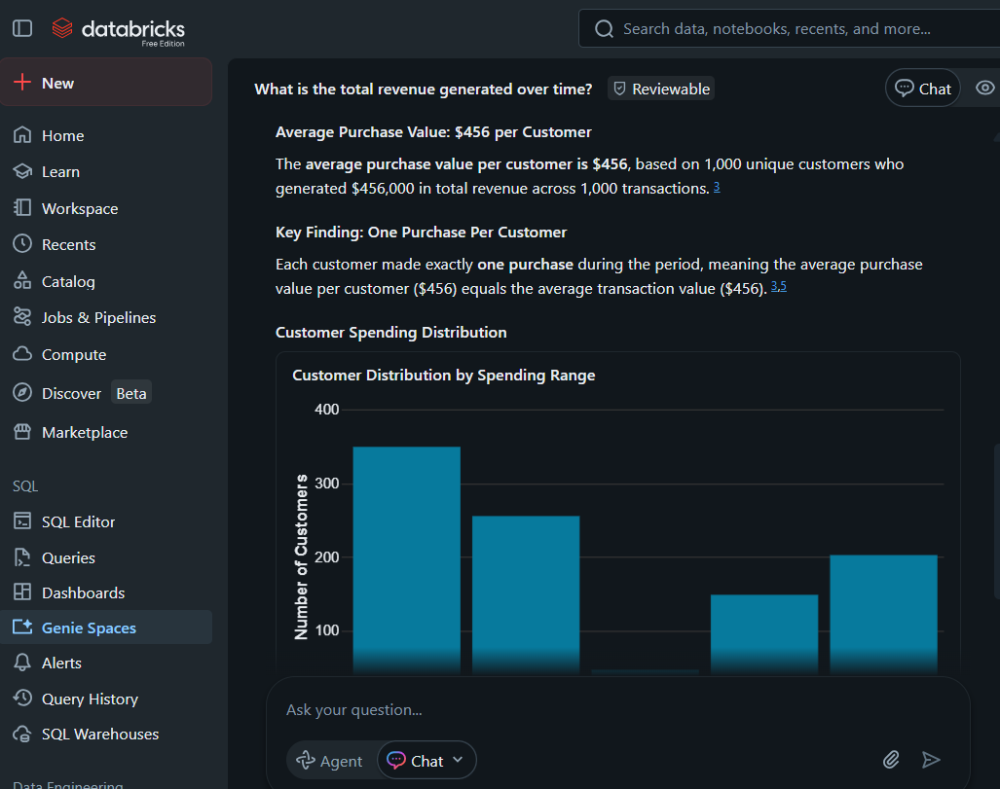 databricks
Free Edition
Search data, notebooks, recents, and more...
New
Home
Learn
Workspace
Recents
Catalog
Jobs & Pipelines
Compute
Discover Beta
Marketplace
SQL
SQL Editor
Queries
Dashboards
Genie Spaces
Alerts
Query History
SQL Warehouses
Data Engineering
What is the total revenue generated over time? Reviewable
Chat
Average Purchase Value: $456 per Customer
The average purchase value per customer is $456, based on 1,000 unique customers who
generated $456,000 in total revenue across 1,000 transactions. 3
Key Finding: One Purchase Per Customer
Each customer made exactly one purchase during the period, meaning the average purchase
value per customer ($456) equals the average transaction value ($456). 3,5
Customer Spending Distribution
Customer Distribution by Spending Range
Number of Customers
400
300
200
100
Ask your question...
Agent
Chat